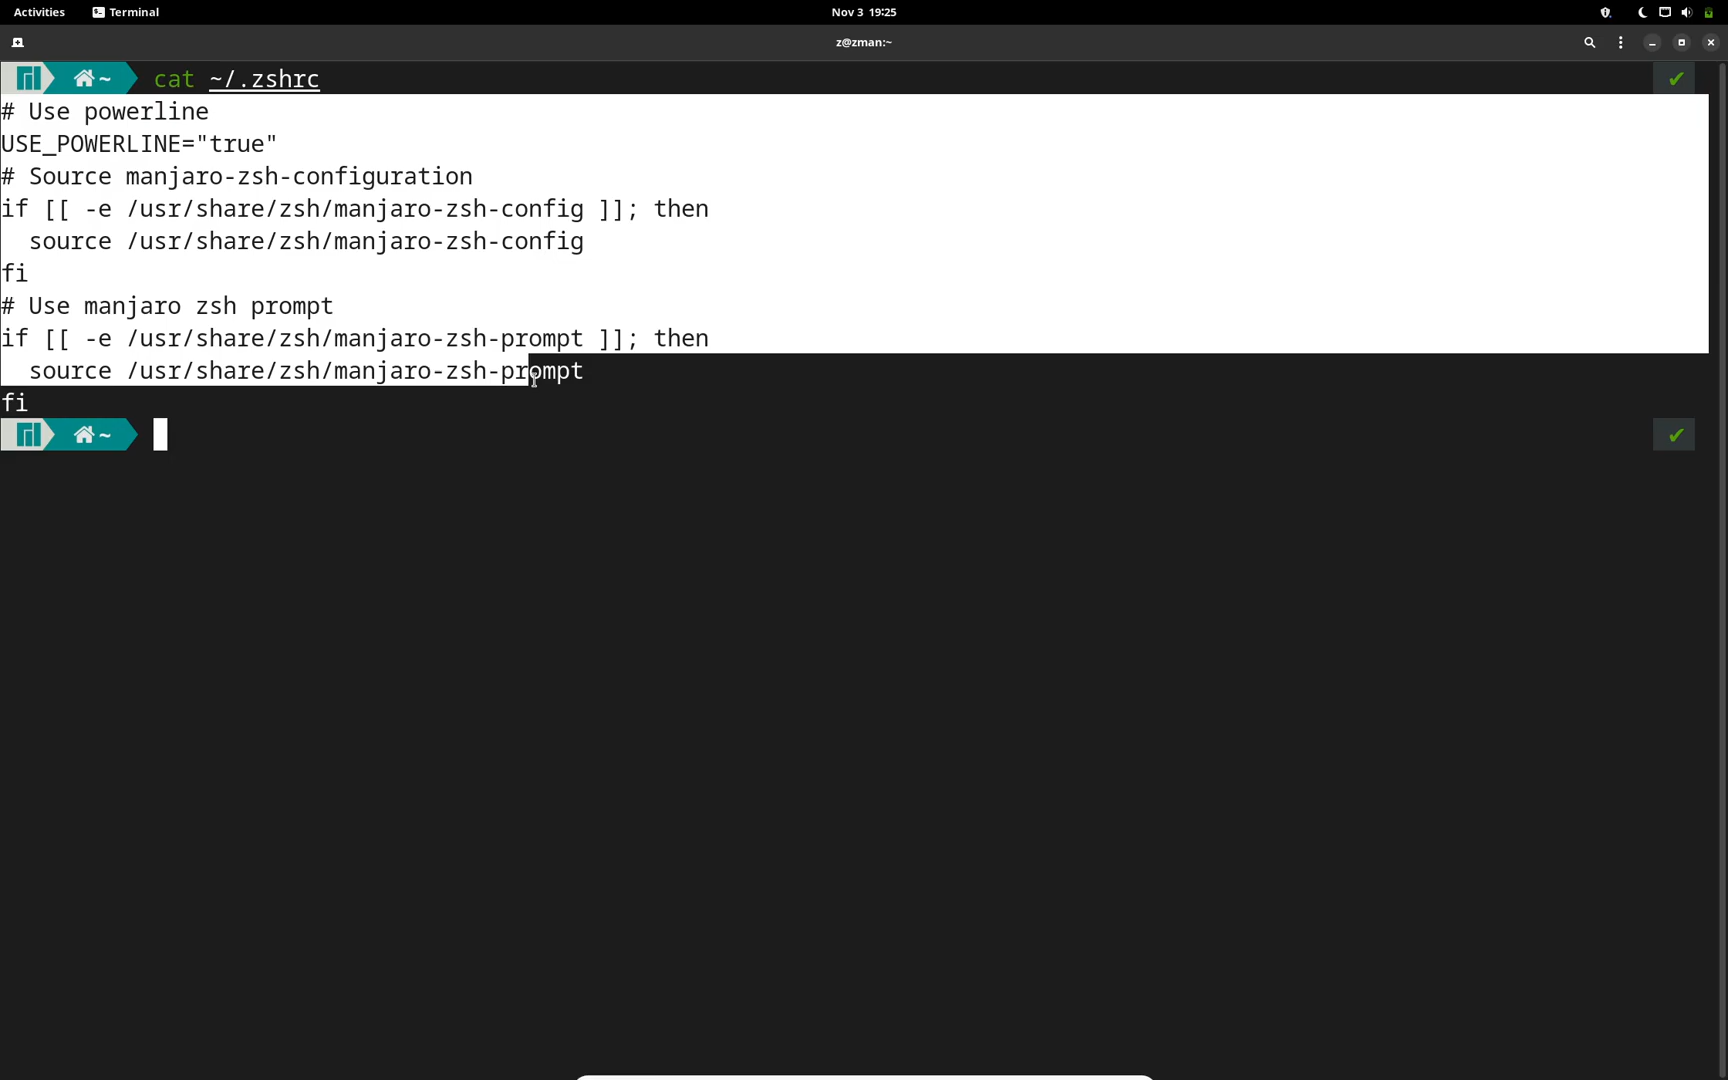 Activities Terminal Nov 3 19:25
z@zman:~
~ cat ~/.zshrc ✔
# Use powerline
USE_POWERLINE="true"
# Source manjaro-zsh-configuration
if [[ -e /usr/share/zsh/manjaro-zsh-config ]]; then
  source /usr/share/zsh/manjaro-zsh-config
fi
# Use manjaro zsh prompt
if [[ -e /usr/share/zsh/manjaro-zsh-prompt ]]; then
  source /usr/share/zsh/manjaro-zsh-prompt
fi
~ ✔